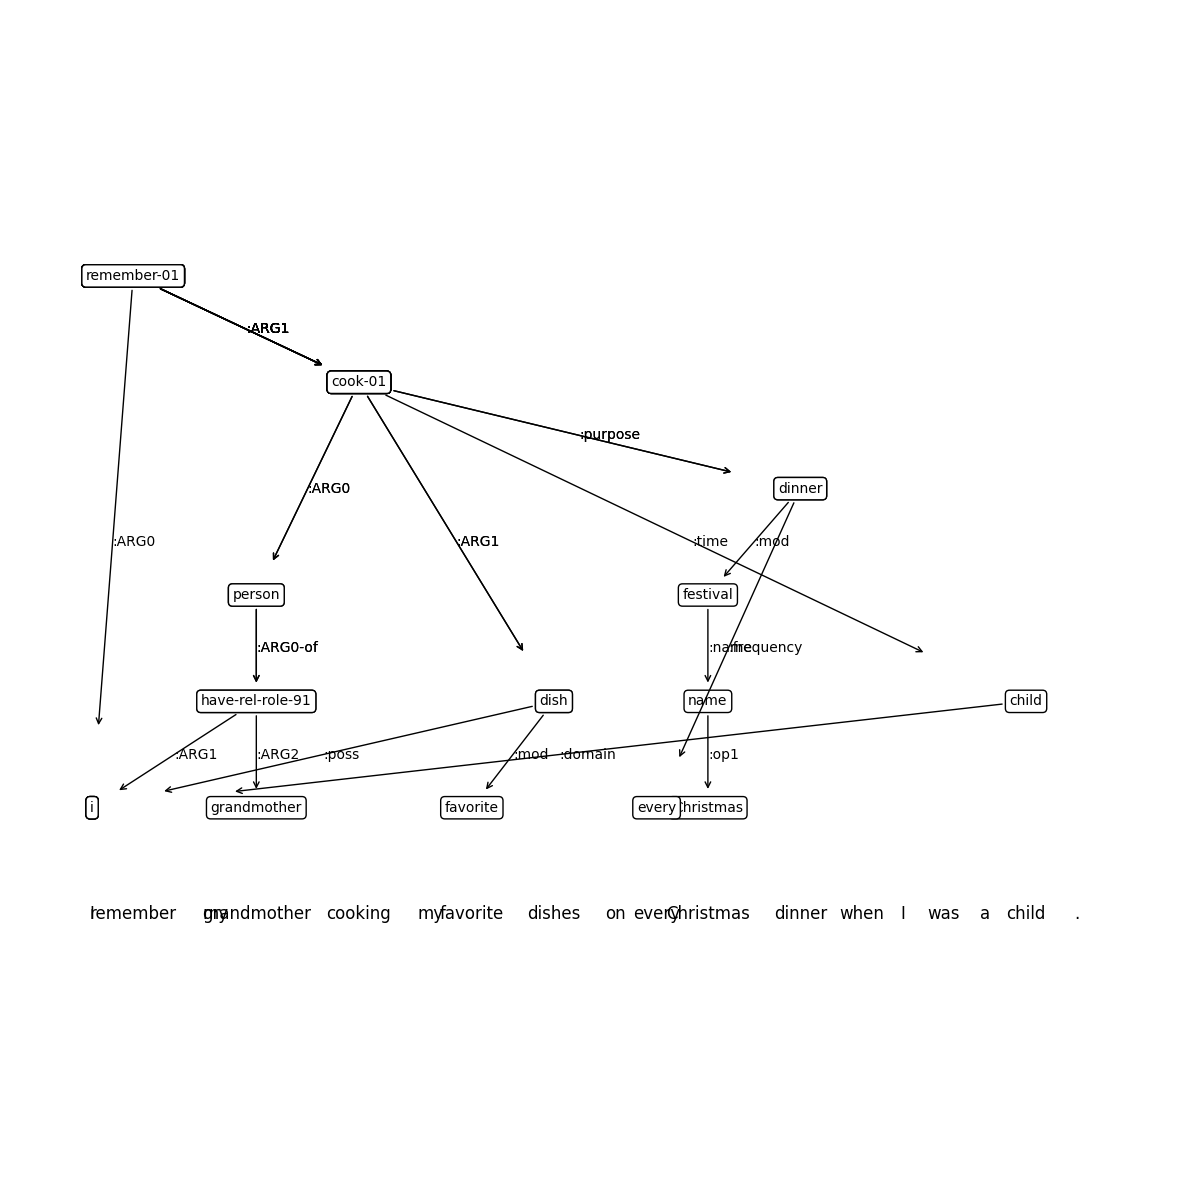 remember-01
:ARG1
cook-01
:purpose
:ARG0
dinner
:ARG0 :ARG1 :time :mod
person festival
:ARG0-of :name :frequency
have-rel-role-91 dish name child
:ARG1 :ARG2 :poss :mod :domain :op1
i grandmother favorite every Christmas
I remember my grandmother cooking my favorite dishes on every Christmas dinner when I was a child .